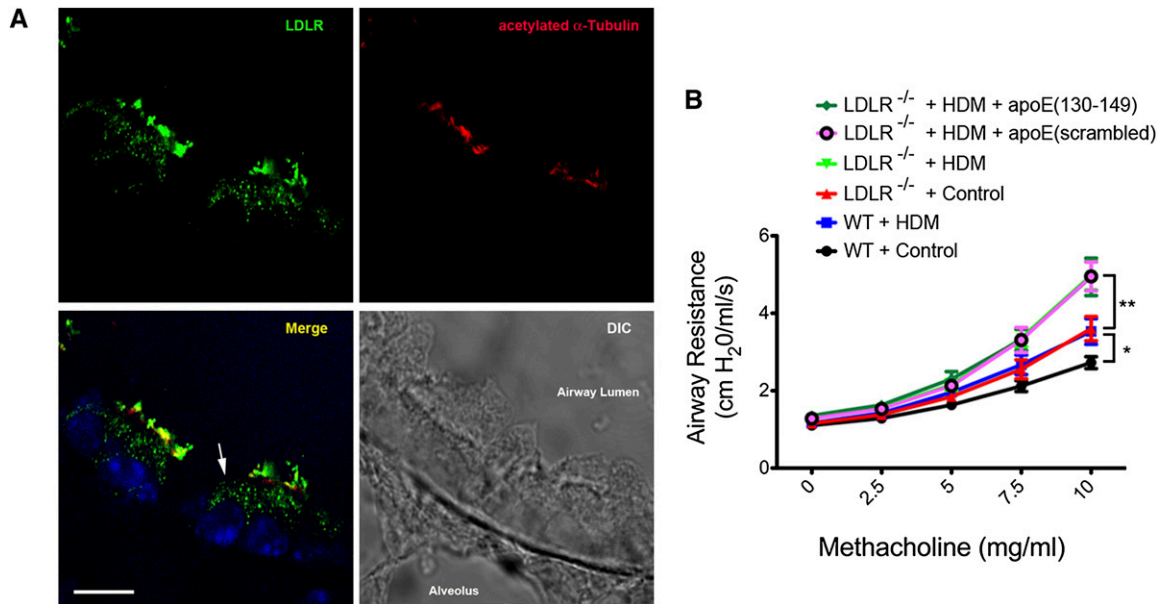 A
LDLR
acetylated α-Tubulin
Merge
DIC
Airway Lumen
Alveolus
B
LDLR -/- + HDM + apoE(130-149)
LDLR -/- + HDM + apoE(scrambled)
LDLR -/- + HDM
LDLR -/- + Control
WT + HDM
WT + Control
Airway Resistance
(cm H20/ml/s)
6
4
2
0
**
*
0
2.5
5
7.5
10
Methacholine (mg/ml)